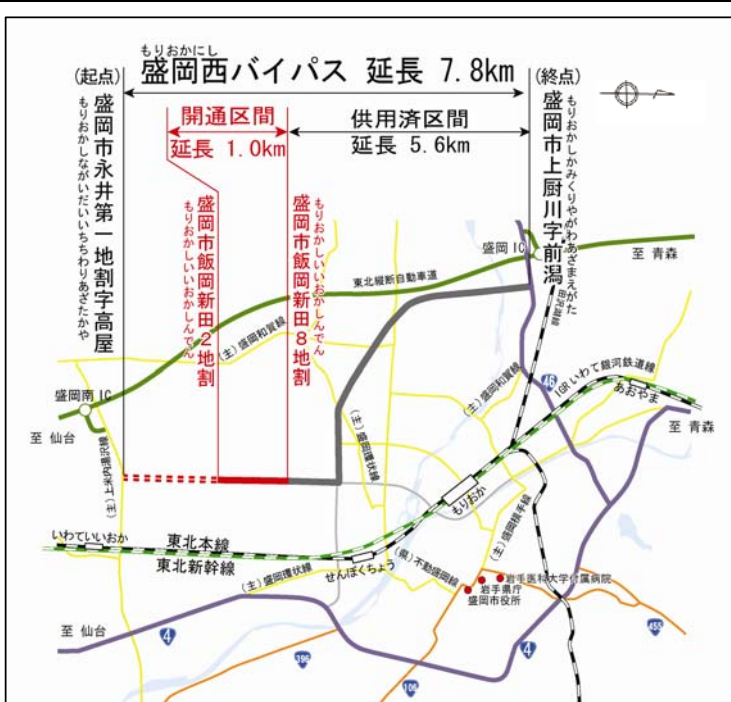 もりおかにし
盛岡西バイパス 延長 7.8km
(起点)
(終点)
開通区間
延長 1.0km
供用済区間
延長 5.6km
盛岡市永井第一地割字高屋
もりおかしながいだいいちちわりあざたかや
盛岡市飯岡新田2地割
もりおかしいいおかしんでん
盛岡市飯岡新田8地割
もりおかしいいおかしんでん
盛岡市上厨川字前潟
もりおかしかみくりやがわあざまえがた
盛岡IC
至 青森
東北縦断自動車道
田沢湖線
(主)盛岡和賀線
盛岡南IC
至 仙台
(主)上米内湯沢線
(主)盛岡環状線
(主)盛岡和賀線
46
IGRいわて銀河鉄道線
あおやま
至 青森
もりおか
いわていいおか
東北本線
東北新幹線
せんぼくちょう
(主)盛岡環状線
(県)不動盛岡線
(主)盛岡横手線
岩手医科大学付属病院
岩手県庁
盛岡市役所
至 仙台
4
396
106
4
455